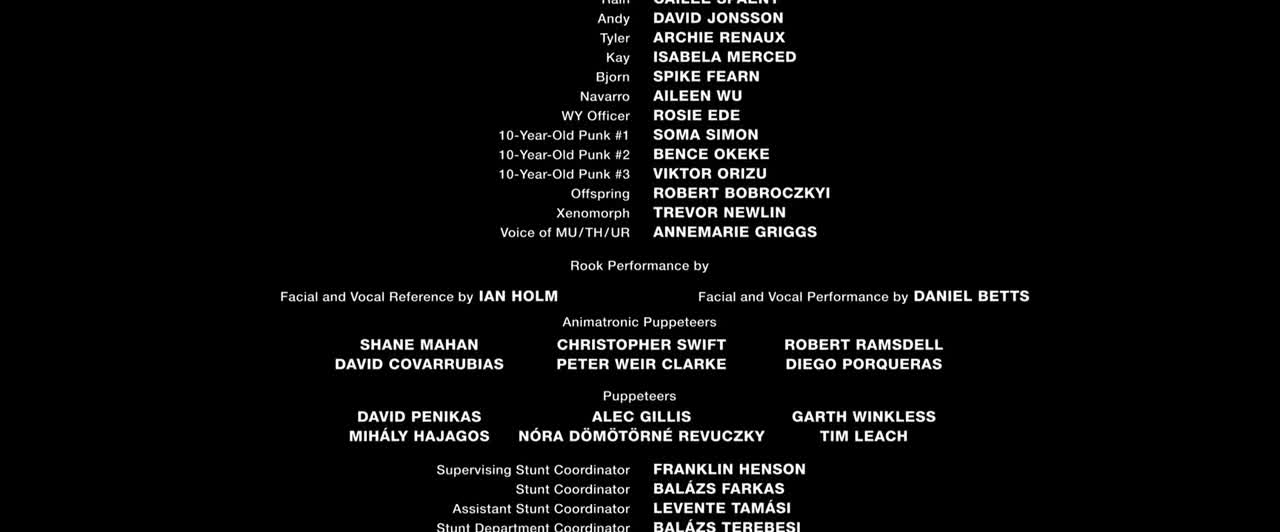 Rain CAILEE SPAENY
Andy DAVID JONSSON
Tyler ARCHIE RENAUX
Kay ISABELA MERCED
Bjorn SPIKE FEARN
Navarro AILEEN WU
WY Officer ROSIE EDE
10-Year-Old Punk #1 SOMA SIMON
10-Year-Old Punk #2 BENCE OKEKE
10-Year-Old Punk #3 VIKTOR ORIZU
Offspring ROBERT BOBROCZKYI
Xenomorph TREVOR NEWLIN
Voice of MU/TH/UR ANNEMARIE GRIGGS
Rook Performance by
Facial and Vocal Reference by IAN HOLM Facial and Vocal Performance by DANIEL BETTS
Animatronic Puppeteers
SHANE MAHAN CHRISTOPHER SWIFT ROBERT RAMSDELL
DAVID COVARRUBIAS PETER WEIR CLARKE DIEGO PORQUERAS
Puppeteers
DAVID PENIKAS ALEC GILLIS GARTH WINKLESS
MIHÁLY HAJAGOS NÓRA DÖMÖTÖRNÉ REVUCZKY TIM LEACH
Supervising Stunt Coordinator FRANKLIN HENSON
Stunt Coordinator BALÁZS FARKAS
Assistant Stunt Coordinator LEVENTE TAMÁSI
Stunt Department Coordinator BALÁZS TEREBESI